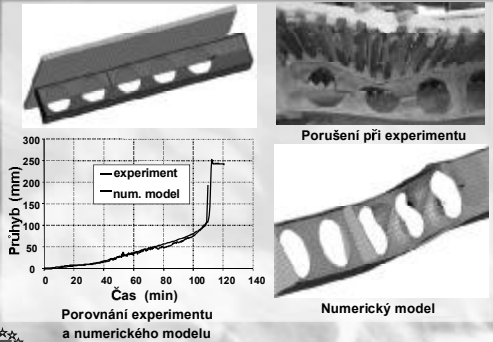 Porušení při experimentu
300
250
200
150
100
50
0
Průhyb (mm)
experiment
num. model
0 20 40 60 80 100 120 140
Čas (min)
Porovnání experimentu
a numerického modelu
Numerický model